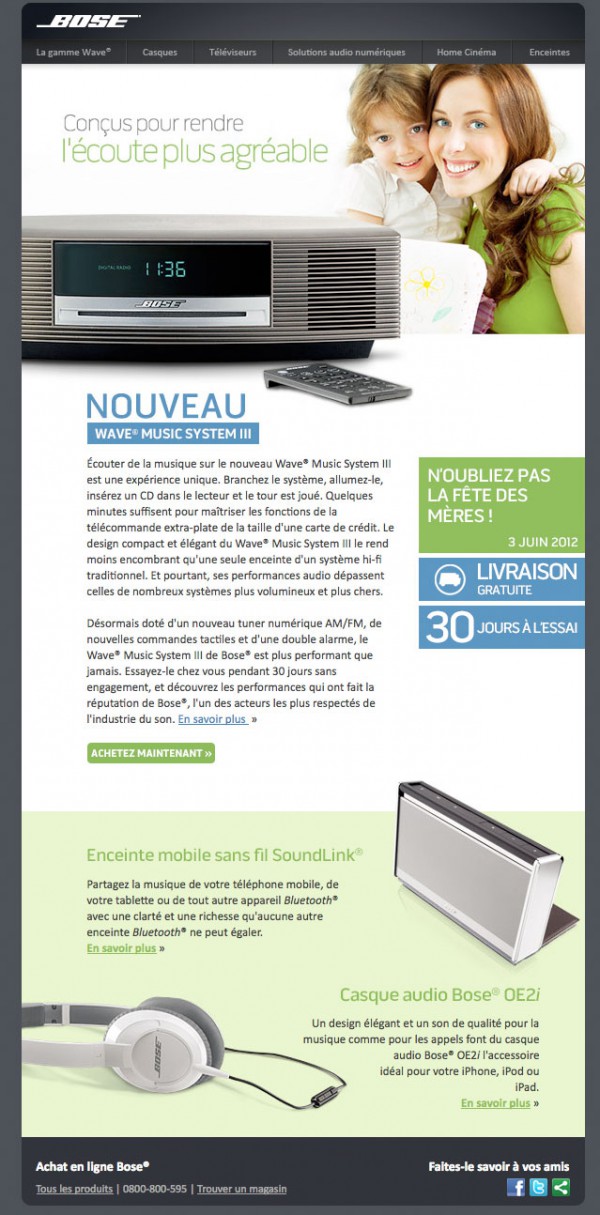 BOSE
La gamme Wave® | Casques | Téléviseurs | Solutions audio numériques | Home Cinéma | Enceintes
Conçus pour rendre
l'écoute plus agréable
DIGITAL RADIO 11:36
BOSE
NOUVEAU
WAVE® MUSIC SYSTEM III
Écouter de la musique sur le nouveau Wave® Music System III
est une expérience unique. Branchez le système, allumez-le,
insérez un CD dans le lecteur et le tour est joué. Quelques
minutes suffisent pour maîtriser les fonctions de la
télécommande extra-plate de la taille d'une carte de crédit. Le
design compact et élégant du Wave® Music System III le rend
moins encombrant qu'une seule enceinte d'un système hi-fi
traditionnel. Et pourtant, ses performances audio dépassent
celles de nombreux systèmes plus volumineux et plus chers.
Désormais doté d'un nouveau tuner numérique AM/FM, de
nouvelles commandes tactiles et d'une double alarme, le
Wave® Music System III de Bose® est plus performant que
jamais. Essayez-le chez vous pendant 30 jours sans
engagement, et découvrez les performances qui ont fait la
réputation de Bose®, l'un des acteurs les plus respectés de
l'industrie du son. En savoir plus »
ACHETEZ MAINTENANT »
N'OUBLIEZ PAS
LA FÊTE DES
MÈRES !
3 JUIN 2012
LIVRAISON
GRATUITE
30 JOURS À L'ESSAI
Enceinte mobile sans fil SoundLink®
Partagez la musique de votre téléphone mobile, de
votre tablette ou de tout autre appareil Bluetooth®
avec une clarté et une richesse qu'aucune autre
enceinte Bluetooth® ne peut égaler.
En savoir plus »
Casque audio Bose® OE2i
Un design élégant et un son de qualité pour la
musique comme pour les appels font du casque
audio Bose® OE2i l'accessoire
idéal pour votre iPhone, iPod ou
iPad.
En savoir plus »
BOSE
Achat en ligne Bose®
Tous les produits | 0800-800-595 | Trouver un magasin
Faites-le savoir à vos amis